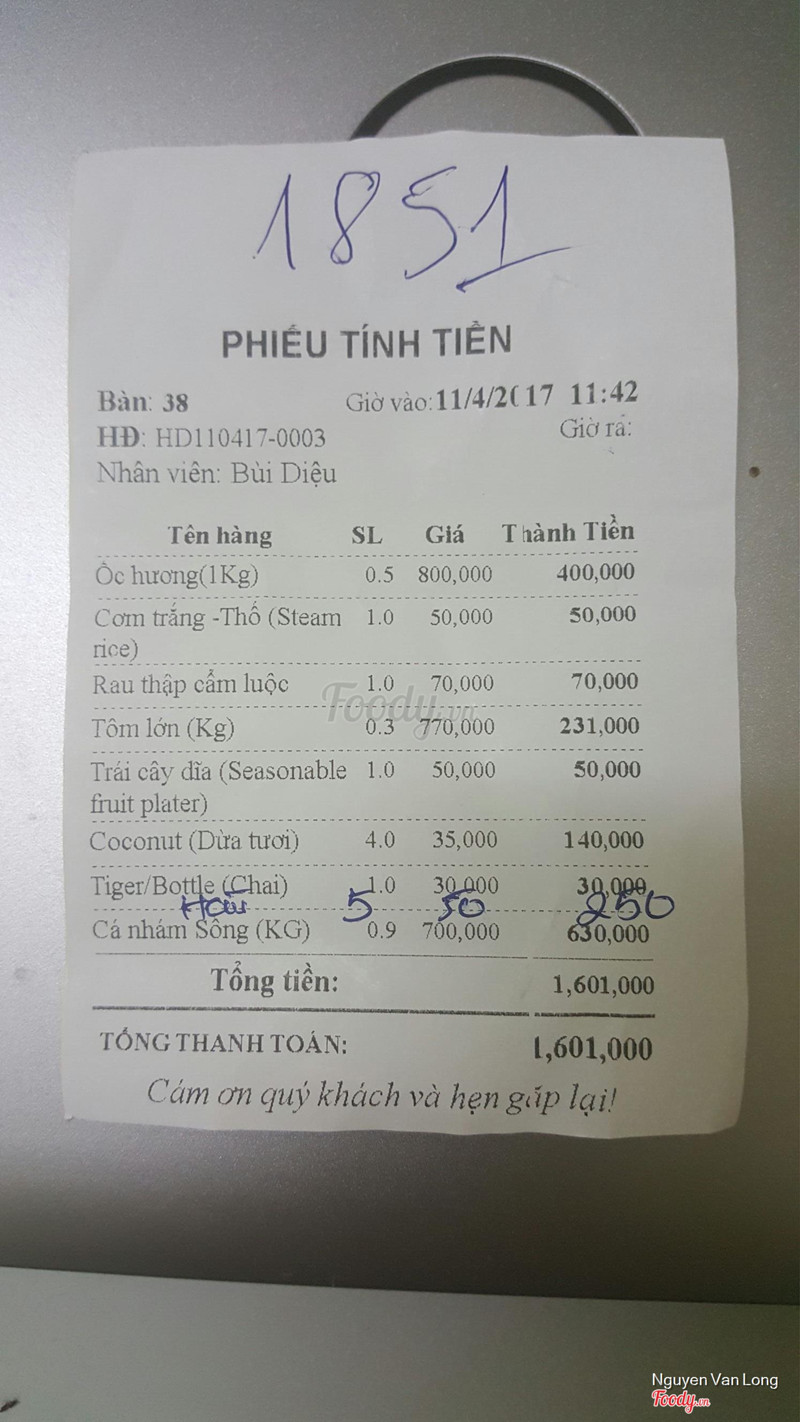 1851
PHIẾU TÍNH TIỀN
Bàn: 38 Giờ vào:11/4/2017 11:42
HĐ: HD110417-0003 Giờ ra:
Nhân viên: Bùi Diệu
Tên hàng SL Giá Thành Tiền
Ốc hương(1Kg) 0.5 800,000 400,000
Cơm trắng -Thố (Steam 1.0 50,000 50,000
rice)
Rau thập cẩm luộc 1.0 70,000 70,000
Foody.vn
Tôm lớn (Kg) 0.3 770,000 231,000
Trái cây dĩa (Seasonable 1.0 50,000 50,000
fruit plater)
Coconut (Dừa tươi) 4.0 35,000 140,000
Tiger/Bottle (Chai) 1.0 30,000 30,000
Hàu 5 50 250
Cá nhám Sông (KG) 0.9 700,000 630,000
Tổng tiền: 1,601,000
TỔNG THANH TOÁN: 1,601,000
Cám ơn quý khách và hẹn gặp lại!
Nguyen Van Long
Foody.vn